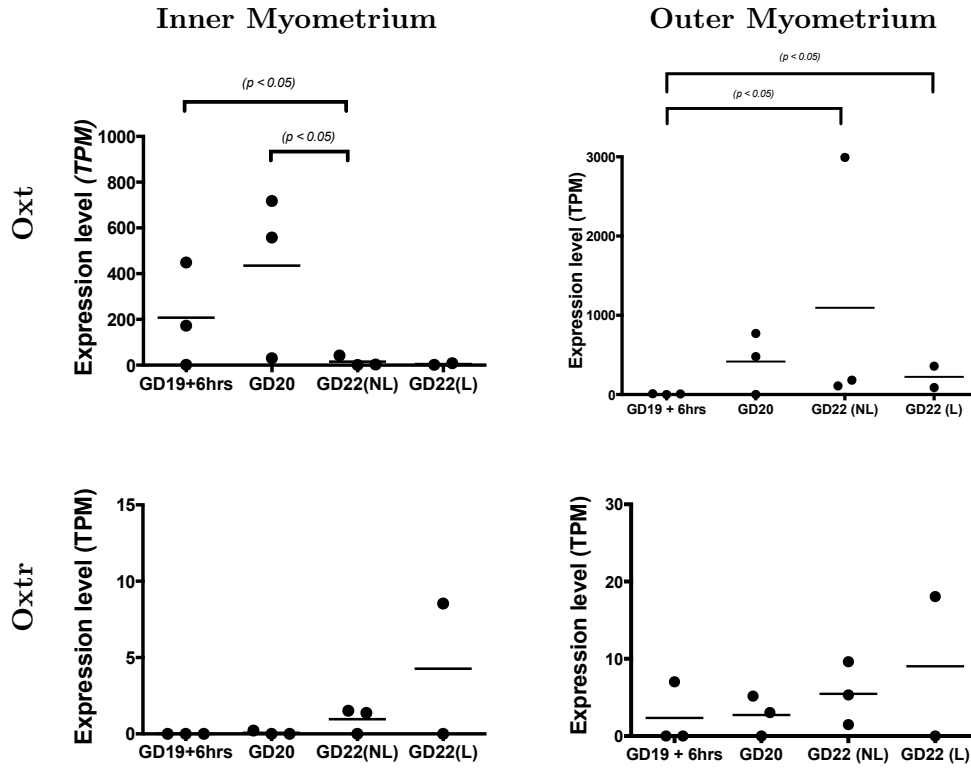 Inner Myometrium
Outer Myometrium
Oxt
(p < 0.05)
(p < 0.05)
Expression level (TPM)
1000
800
600
400
200
0
GD19+6hrs GD20 GD22(NL) GD22(L)
(p < 0.05)
(p < 0.05)
Expression level (TPM)
3000
2000
1000
0
GD19 + 6hrs GD20 GD22 (NL) GD22 (L)
Oxtr
Expression level (TPM)
15
10
5
0
GD19+6hrs GD20 GD22(NL) GD22(L)
Expression level (TPM)
30
20
10
0
GD19 + 6hrs GD20 GD22 (NL) GD22 (L)